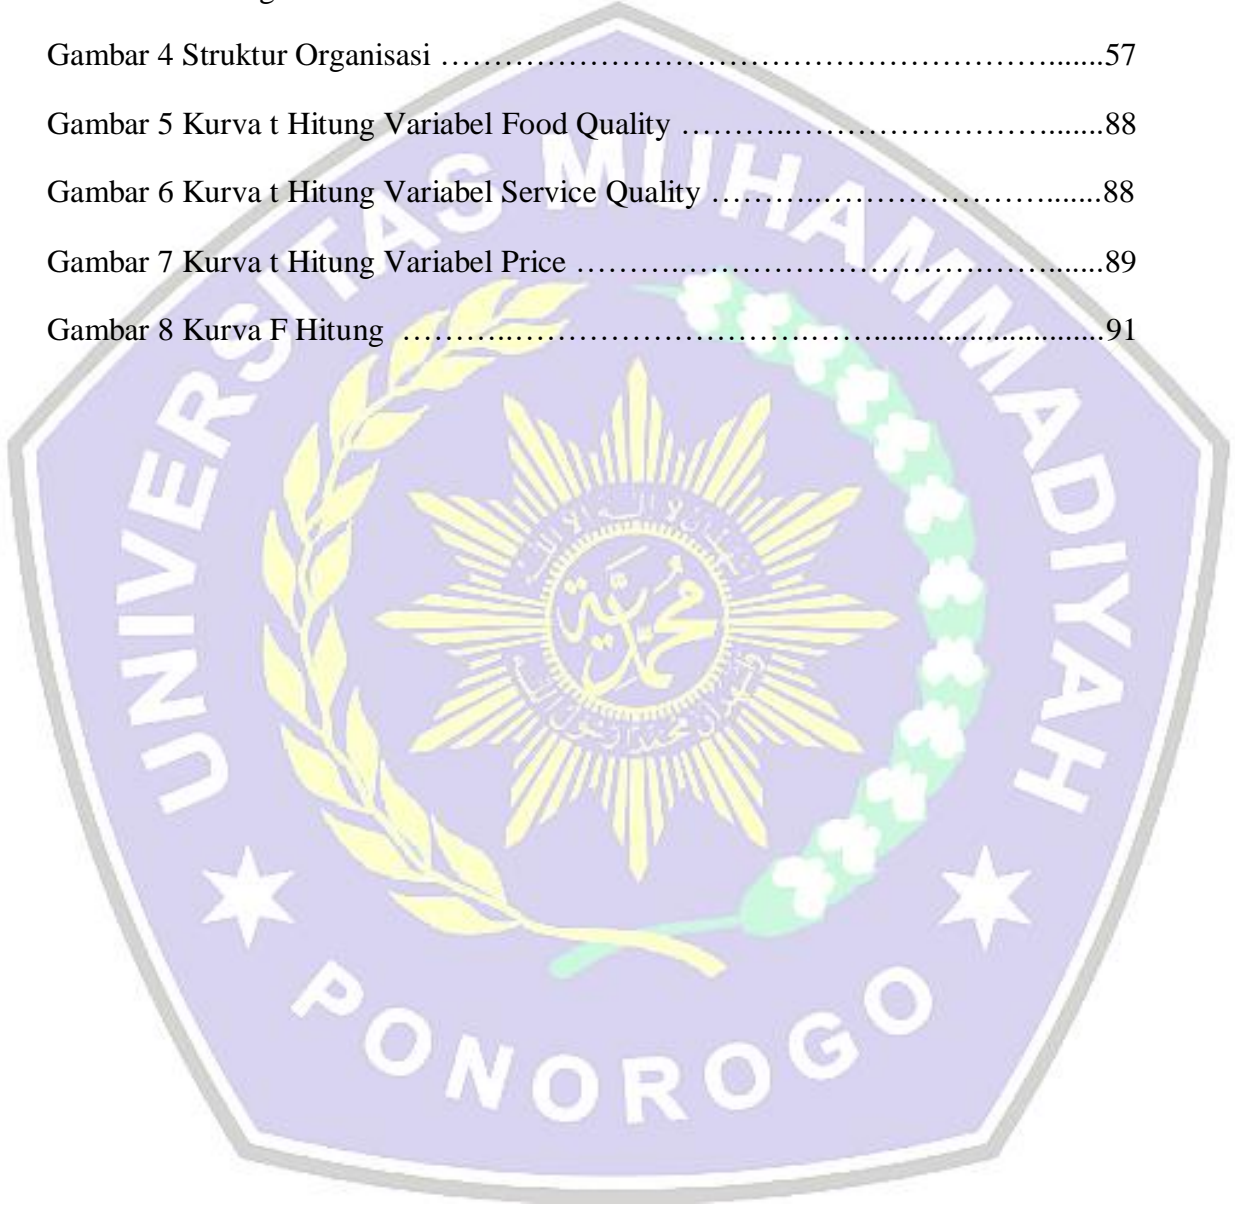 Gambar 4 Struktur Organisasi ……………………………………………………......57
Gambar 5 Kurva t Hitung Variabel Food Quality ………..……………………......88
Gambar 6 Kurva t Hitung Variabel Service Quality ………..…………………......88
Gambar 7 Kurva t Hitung Variabel Price ………..………………………………......89
Gambar 8 Kurva F Hitung ………..……………………………….............................91
UNIVERSITAS MUHAMMADIYAH
محمدية
PONOROGO